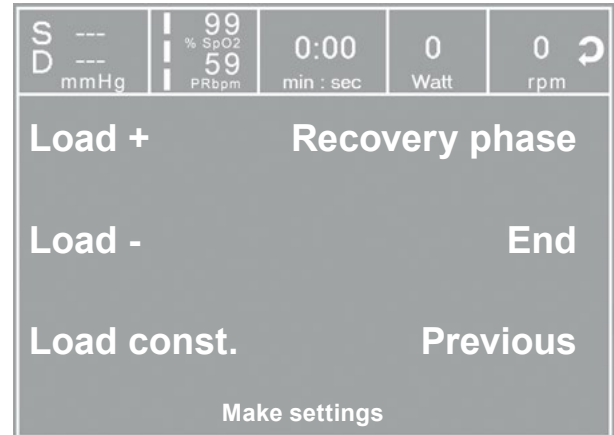 S --- 99 0:00 0 0
% SpO2
D --- 59
mmHg PRbpm min : sec Watt rpm
Load + Recovery phase
Load - End
Load const. Previous
Make settings